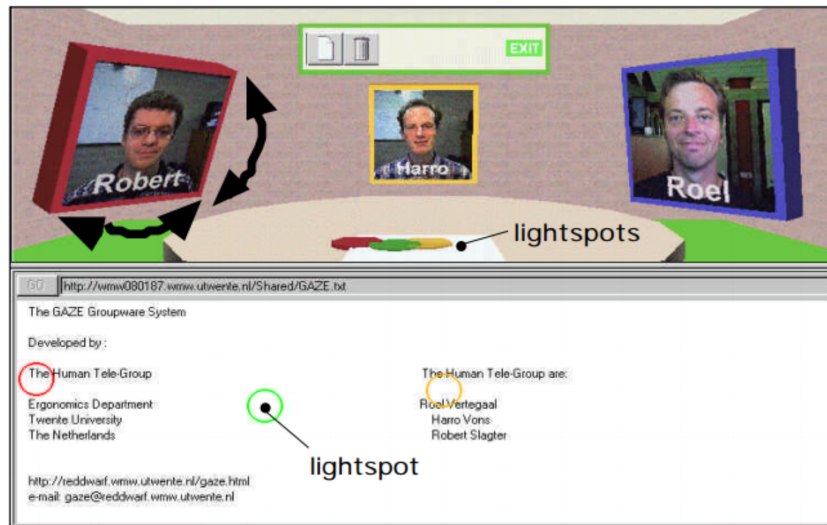 EXIT
Robert
Harro
Roel
lightspots
GO http://wmw080187.wmw.utwente.nl/Shared/GAZE.txt
The GAZE Groupware System
Developed by :
The Human Tele-Group
The Human Tele-Group are:
Ergonomics Department
Roel Vertegaal
Twente University
Harro Vons
The Netherlands
Robert Slagter
lightspot
http://reddwarf.wmw.utwente.nl/gaze.html
e-mail: gaze@reddwarf.wmw.utwente.nl